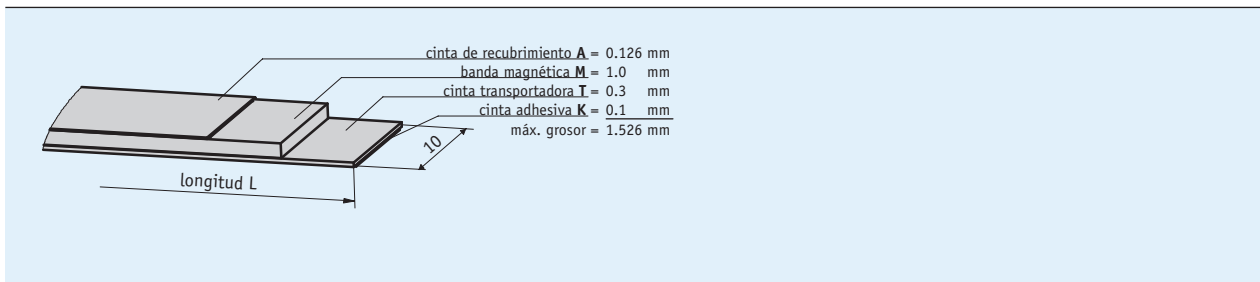 cinta de recubrimiento A = 0.126 mm
banda magnética M = 1.0 mm
cinta transportadora T = 0.3 mm
cinta adhesiva K = 0.1 mm
máx. grosor = 1.526 mm
10
longitud L